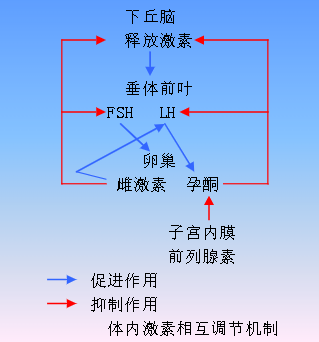 下丘脑
释放激素
垂体前叶
FSH LH
卵巢
雌激素 孕酮
子宫内膜
前列腺素
促进作用
抑制作用
体内激素相互调节机制